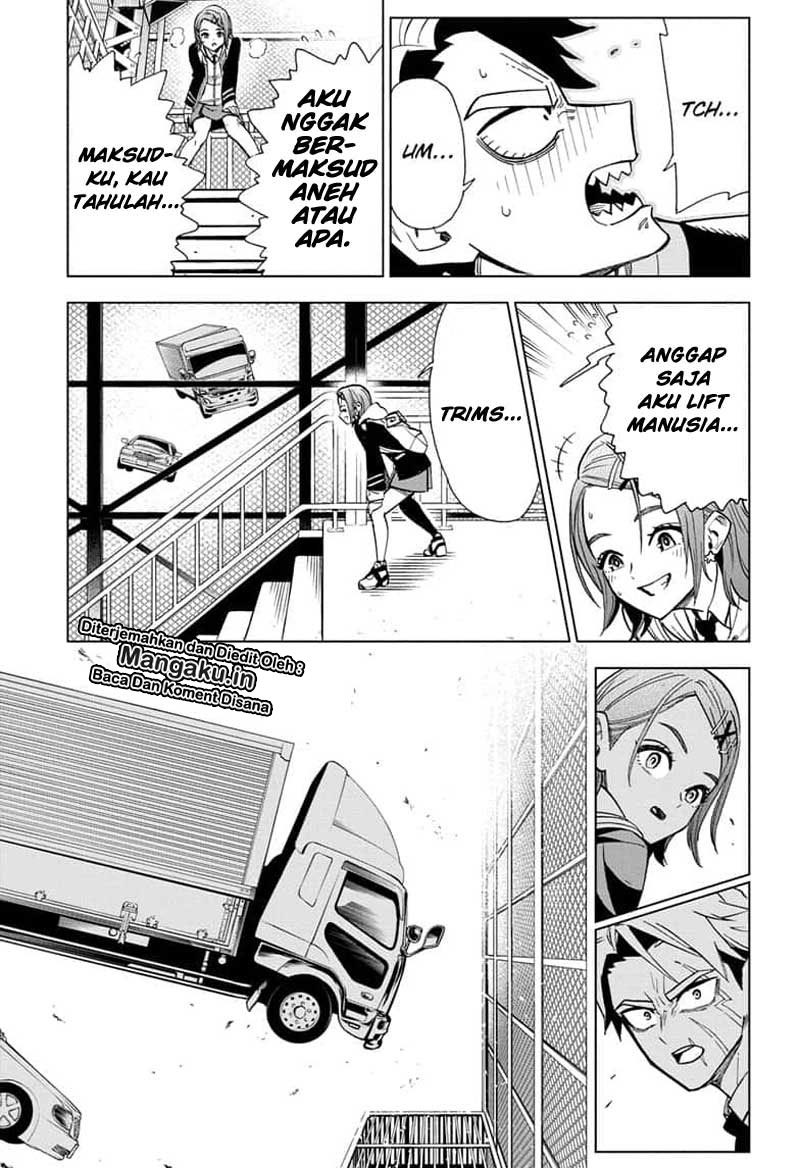 TCH...
UM...
AKU
NGGAK
BER-
MAKSUD
ANEH
ATAU
APA.
MAKSUD-
KU, KAU
TAHULAH...
ANGGAP
SAJA
AKU LIFT
MANUSIA...
TRIMS...
Diterjemahkan dan Diedit Oleh :
Mangaku.in
Baca Dan Koment Disana